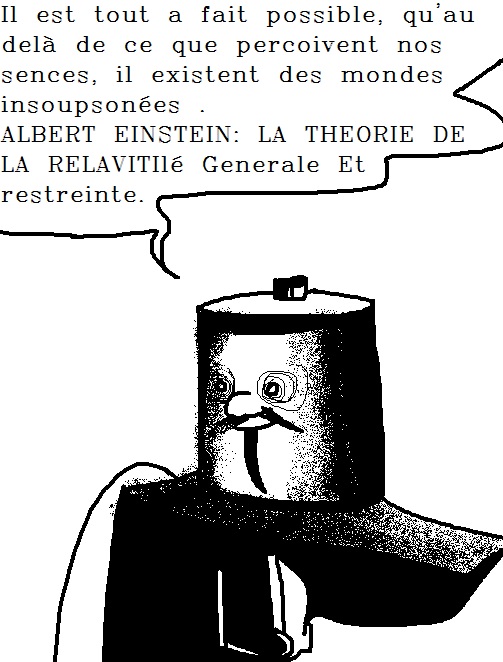 Il est tout a fait possible, qu'au
delà de ce que percoivent nos
sences, il existent des mondes
insoupsonées .
ALBERT EINSTEIN: LA THEORIE DE
LA RELAVITIlé Generale Et
restreinte.